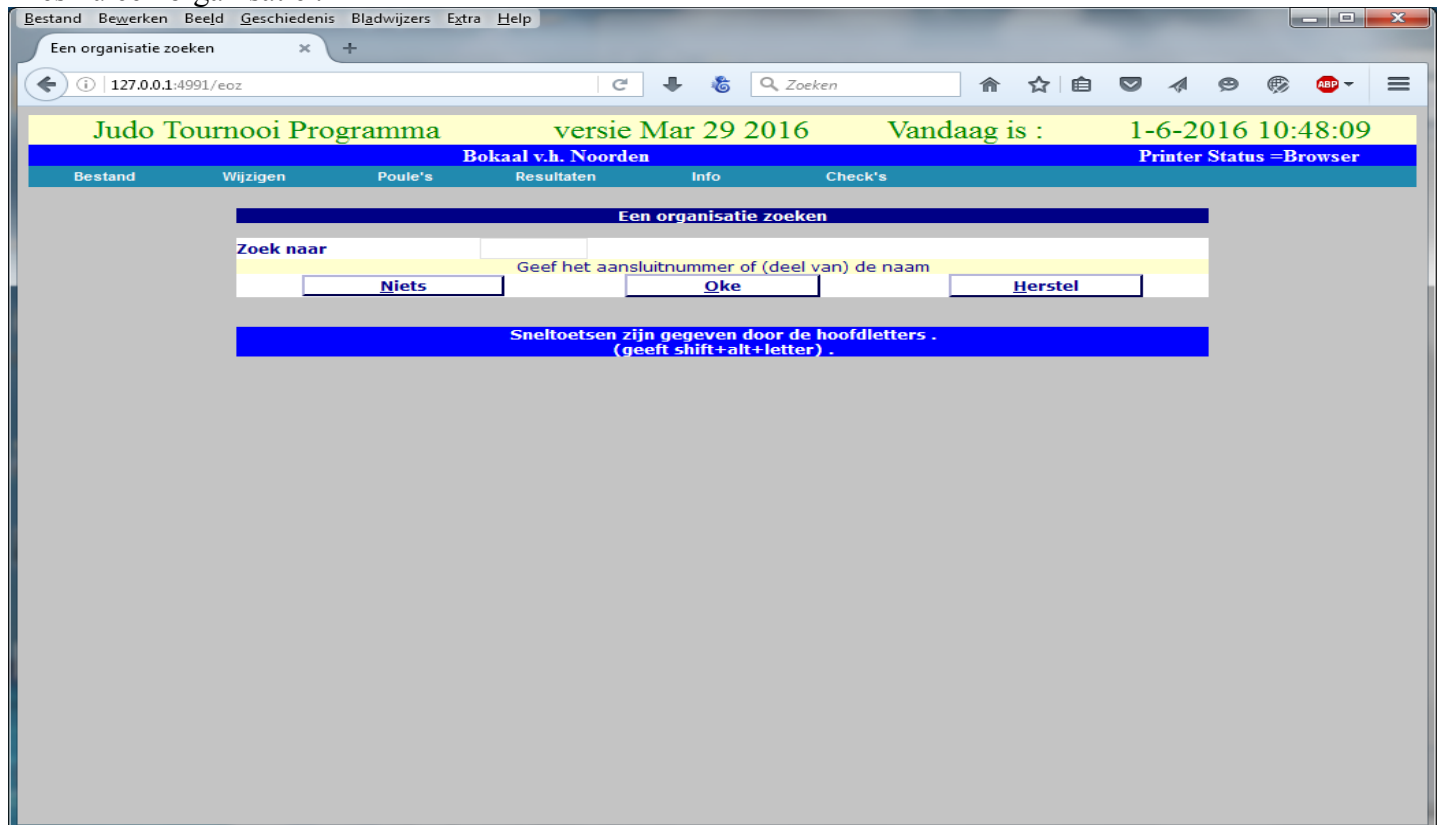 Bestand Bewerken Beeld Geschiedenis Bladwijzers Extra Help
Een organisatie zoeken
127.0.0.1:4991/eoz Zoeken ABP
Judo Tournooi Programma versie Mar 29 2016 Vandaag is : 1-6-2016 10:48:09
Bokaal v.h. Noorden Printer Status =Browser
Bestand Wijzigen Poule's Resultaten Info Check's
Een organisatie zoeken
Zoek naar
Geef het aansluitnummer of (deel van) de naam
Niets Oke Herstel
Sneltoetsen zijn gegeven door de hoofdletters .
(geeft shift+alt+letter) .